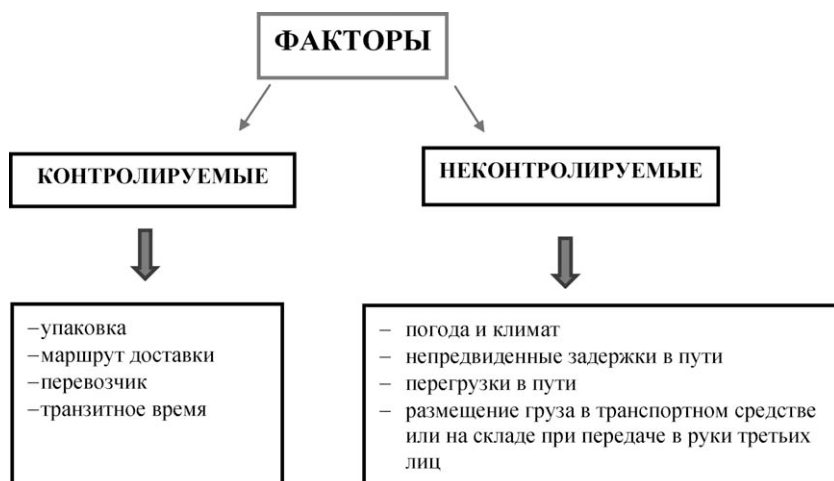 ФАКТОРЫ
КОНТРОЛИРУЕМЫЕ
НЕКОНТРОЛИРУЕМЫЕ
–упаковка
–маршрут доставки
–перевозчик
–транзитное время
– погода и климат
– непредвиденные задержки в пути
– перегрузки в пути
– размещение груза в транспортном средстве
или на складе при передаче в руки третьих
лиц